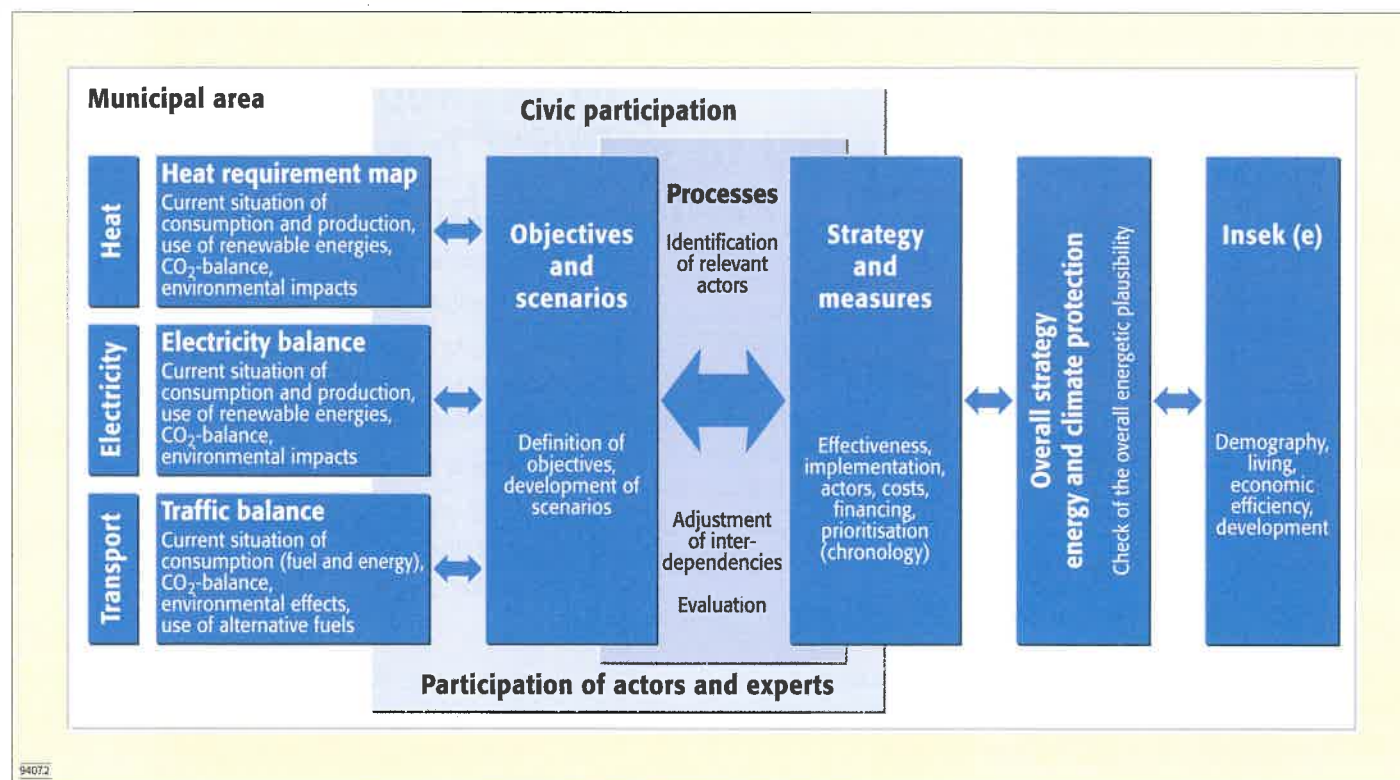 Municipal area
Civic participation
Heat
Heat requirement map
Current situation of
consumption and production,
use of renewable energies,
CO₂-balance,
environmental impacts
Electricity
Electricity balance
Current situation of
consumption and production,
use of renewable energies,
CO₂-balance,
environmental impacts
Transport
Traffic balance
Current situation of
consumption (fuel and energy),
CO₂-balance,
environmental effects,
use of alternative fuels
Objectives
and
scenarios
Definition of
objectives,
development of
scenarios
Processes
Identification
of relevant
actors
Adjustment
of inter-
dependencies
Evaluation
Strategy
and
measures
Effectiveness,
implementation,
actors, costs,
financing,
prioritisation
(chronology)
Overall strategy
energy and climate protection
Check of the overall energetic plausibility
Insek (e)
Demography,
living,
economic
efficiency,
development
Participation of actors and experts
9407.2